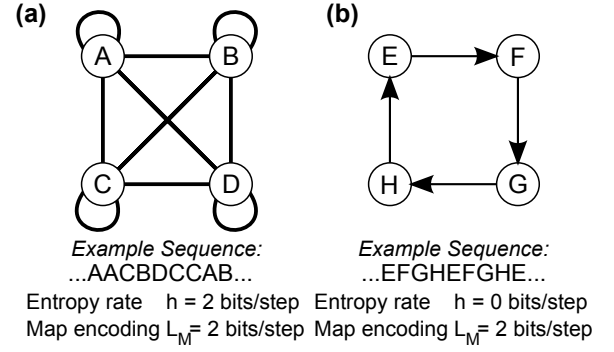 (a)
A
B
C
D
Example Sequence:
...AACBDCCAB...
Entropy rate h = 2 bits/step
Map encoding L_M= 2 bits/step
(b)
E
F
H
G
Example Sequence:
...EFGHEFGHE...
Entropy rate h = 0 bits/step
Map encoding L_M= 2 bits/step